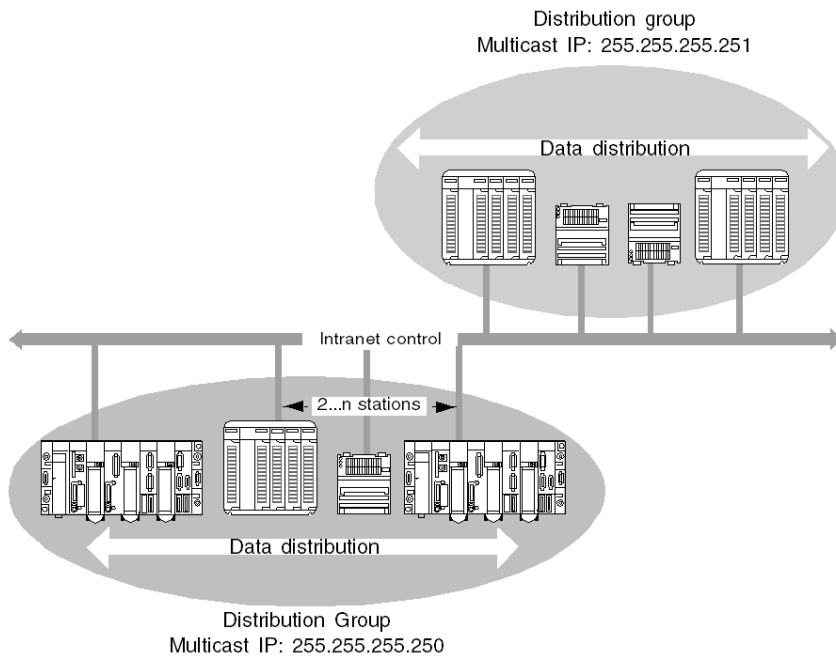 Distribution group
Multicast IP: 255.255.255.251
Data distribution
Intranet control
2...n stations
Data distribution
Distribution Group
Multicast IP: 255.255.255.250